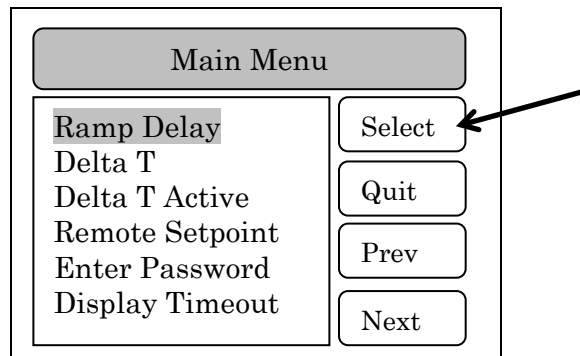 Main Menu
Ramp Delay
Delta T
Delta T Active
Remote Setpoint
Enter Password
Display Timeout
Select
Quit
Prev
Next